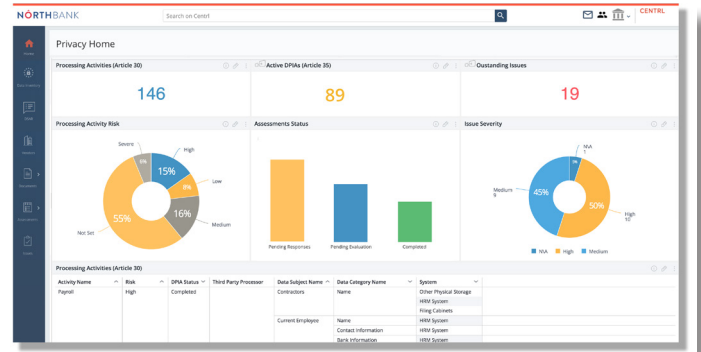 NORTHBANK
Search on Centrl
CENTRL
Home
Privacy Home
Processing Activities (Article 30)
Active DPIAs (Article 35)
Oustanding Issues
146
89
19
Processing Activity Risk
Assessments Status
Issue Severity
Severe
High
6%
15%
Low
8%
16%
Medium
55%
Not Set
Pending Responses
Pending Evaluation
Completed
N\A
1
5%
Medium
9
45%
50%
High
10
N\A
High
Medium
Processing Activities (Article 30)
Activity Name
Risk
DPIA Status
Third Party Processor
Data Subject Name
Data Category Name
System
Payroll
High
Completed
Contractors
Name
Other Physical Storage
HRM System
Filing Cabinets
Current Employee
Name
HRM System
Contact Information
HRM System
Bank Information
HRM System